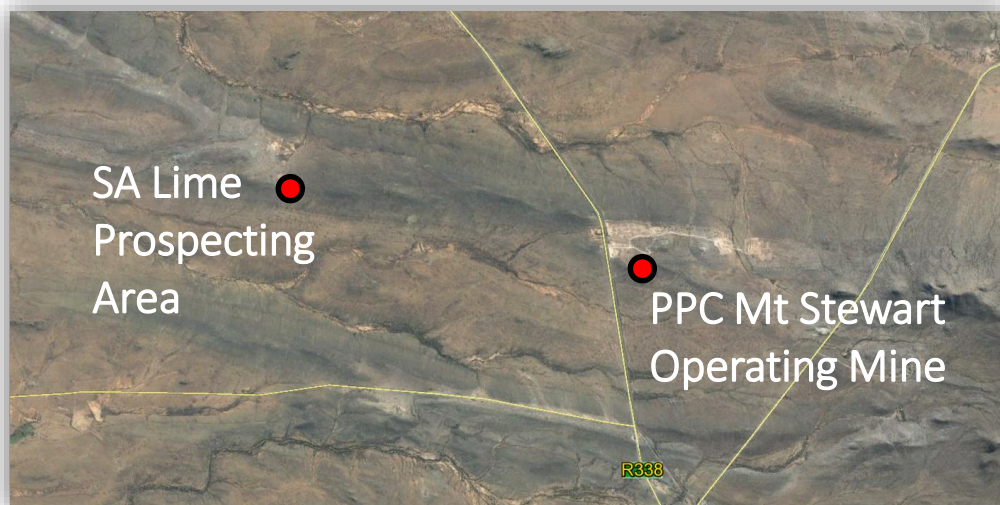 SA Lime
Prospecting
Area
PPC Mt Stewart
Operating Mine
R338